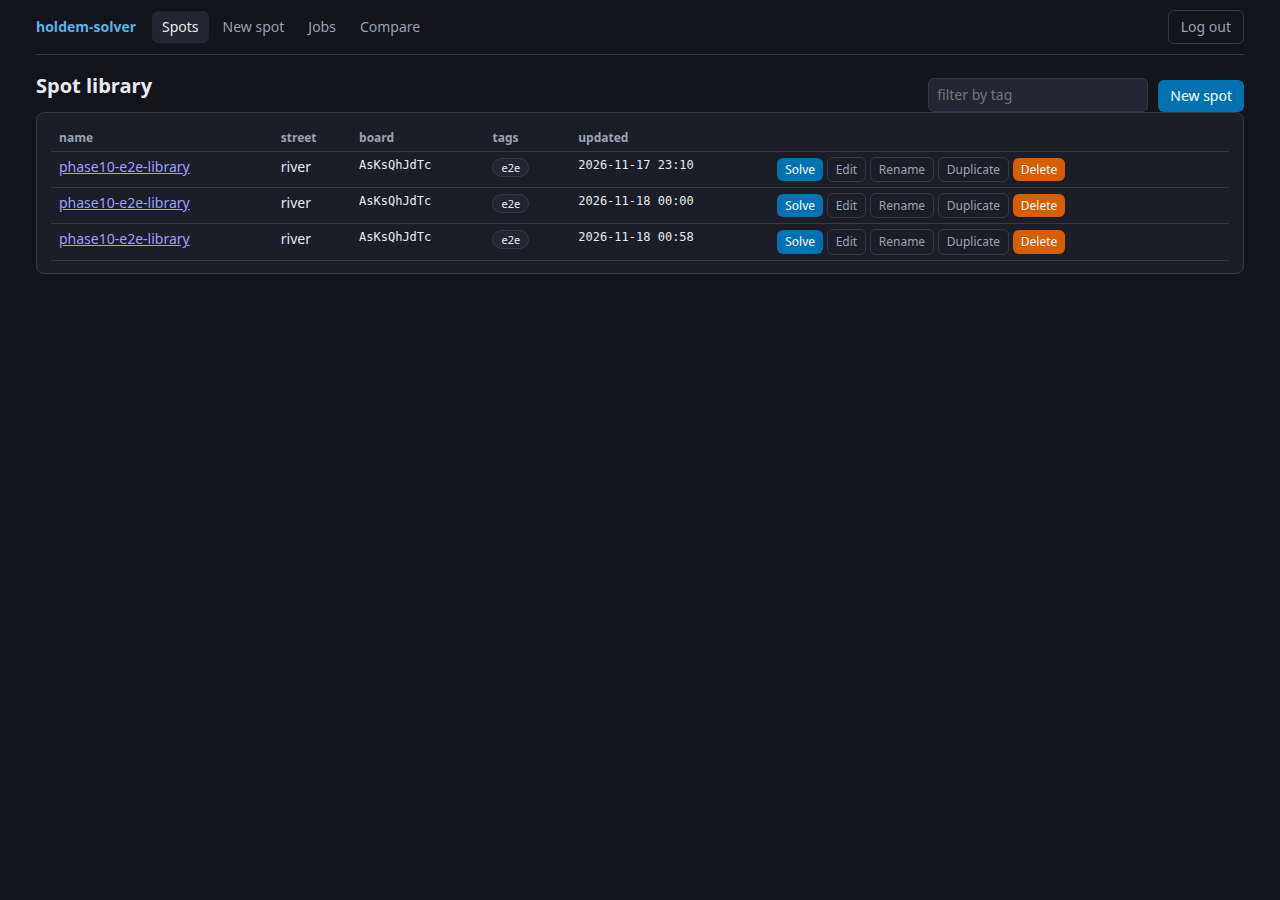 holdem-solver Spots New spot Jobs Compare Log out
Spot library filter by tag New spot
name street board tags updated
phase10-e2e-library river AsKsQhJdTc e2e 2026-11-17 23:10 Solve Edit Rename Duplicate Delete
phase10-e2e-library river AsKsQhJdTc e2e 2026-11-18 00:00 Solve Edit Rename Duplicate Delete
phase10-e2e-library river AsKsQhJdTc e2e 2026-11-18 00:58 Solve Edit Rename Duplicate Delete